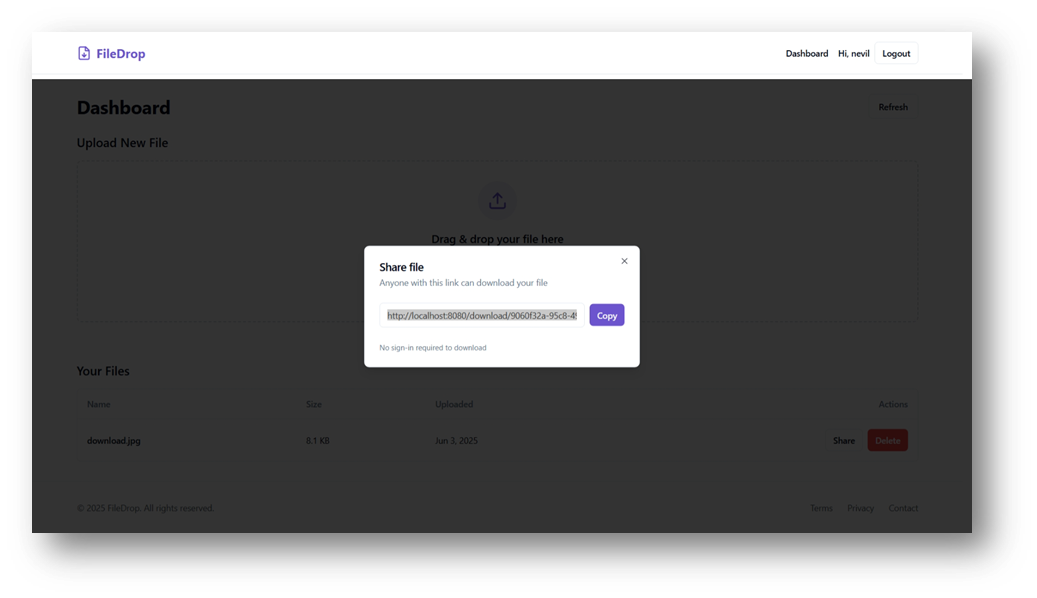 FileDrop
Dashboard Hi, nevil Logout
Dashboard
Refresh
Upload New File
Drag & drop your file here
Share file
Anyone with this link can download your file
http://localhost:8080/download/9060f32a-95c8-4
Copy
No sign-in required to download
Your Files
Name Size Uploaded Actions
download.jpg 8.1 KB Jun 3, 2025 Share Delete
© 2025 FileDrop. All rights reserved.
Terms Privacy Contact